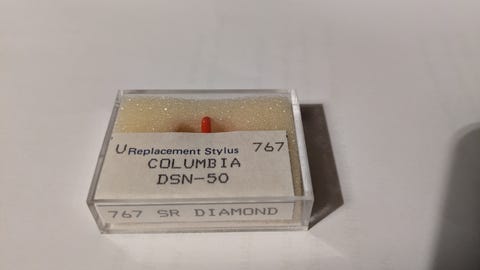 U Replacement Stylus 767
COLUMBIA
DSN-50
767 SR DIAMOND